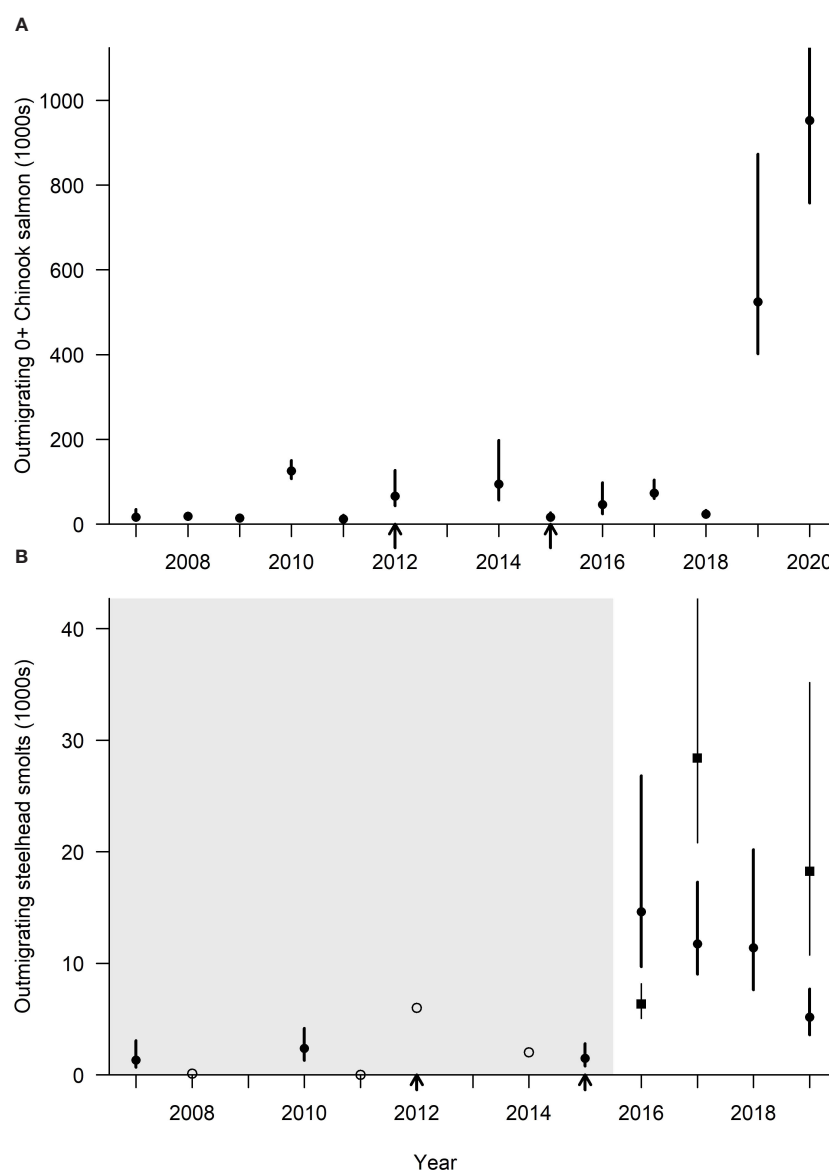 A
Outmigrating 0+ Chinook salmon (1000s)
1000
800
600
400
200
0
2008 2010 2012 2014 2016 2018 2020
B
Outmigrating steelhead smolts (1000s)
40
30
20
10
0
2008 2010 2012 2014 2016 2018
Year